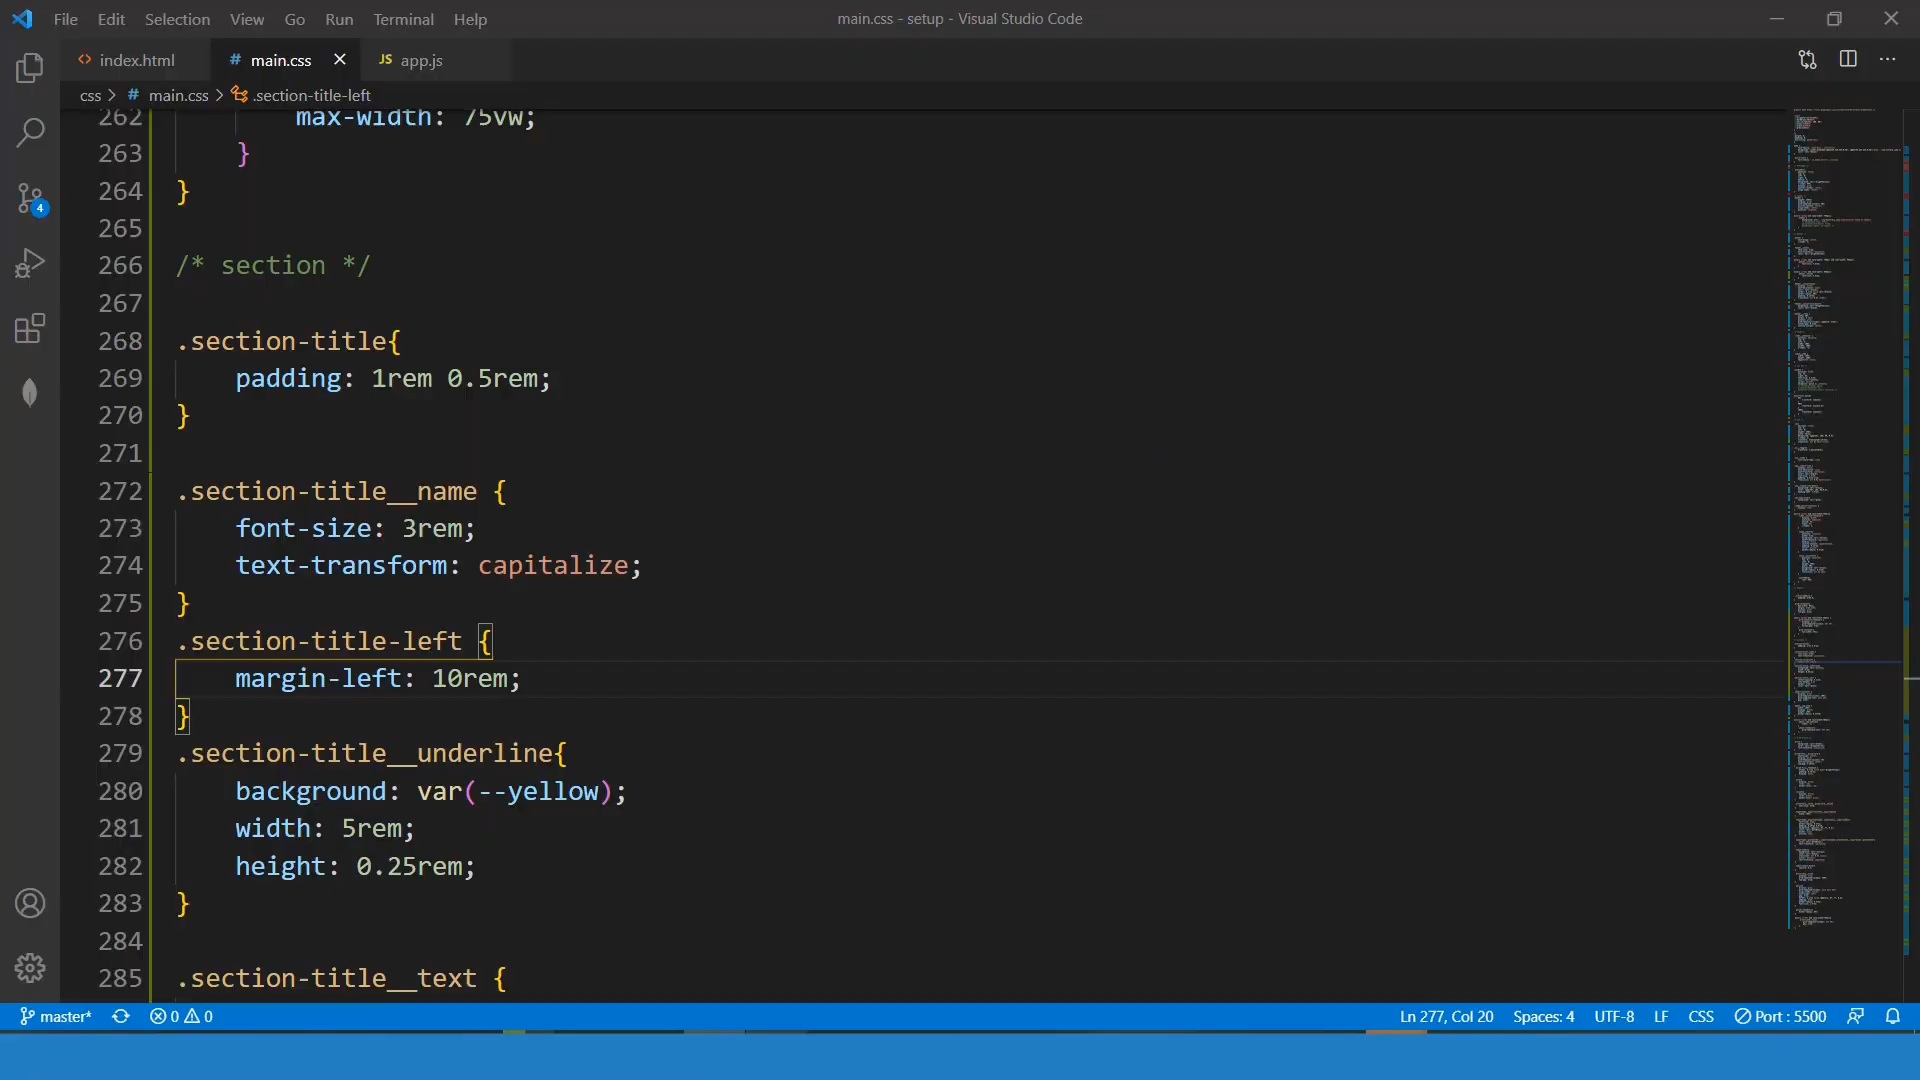 File Edit Selection View Go Run Terminal Help
main.css - setup - Visual Studio Code
index.html
# main.css
JS app.js
css > # main.css > .section-title-left
262 max-width: 75vw;
263 }
264 }
265
266 /* section */
267
268 .section-title{
269 padding: 1rem 0.5rem;
270 }
271
272 .section-title__name {
273 font-size: 3rem;
274 text-transform: capitalize;
275 }
276 .section-title-left {
277 margin-left: 10rem;
278 }
279 .section-title__underline{
280 background: var(--yellow);
281 width: 5rem;
282 height: 0.25rem;
283 }
284
285 .section-title__text {
4
master* 0 0 Ln 277, Col 20 Spaces: 4 UTF-8 LF CSS Port : 5500